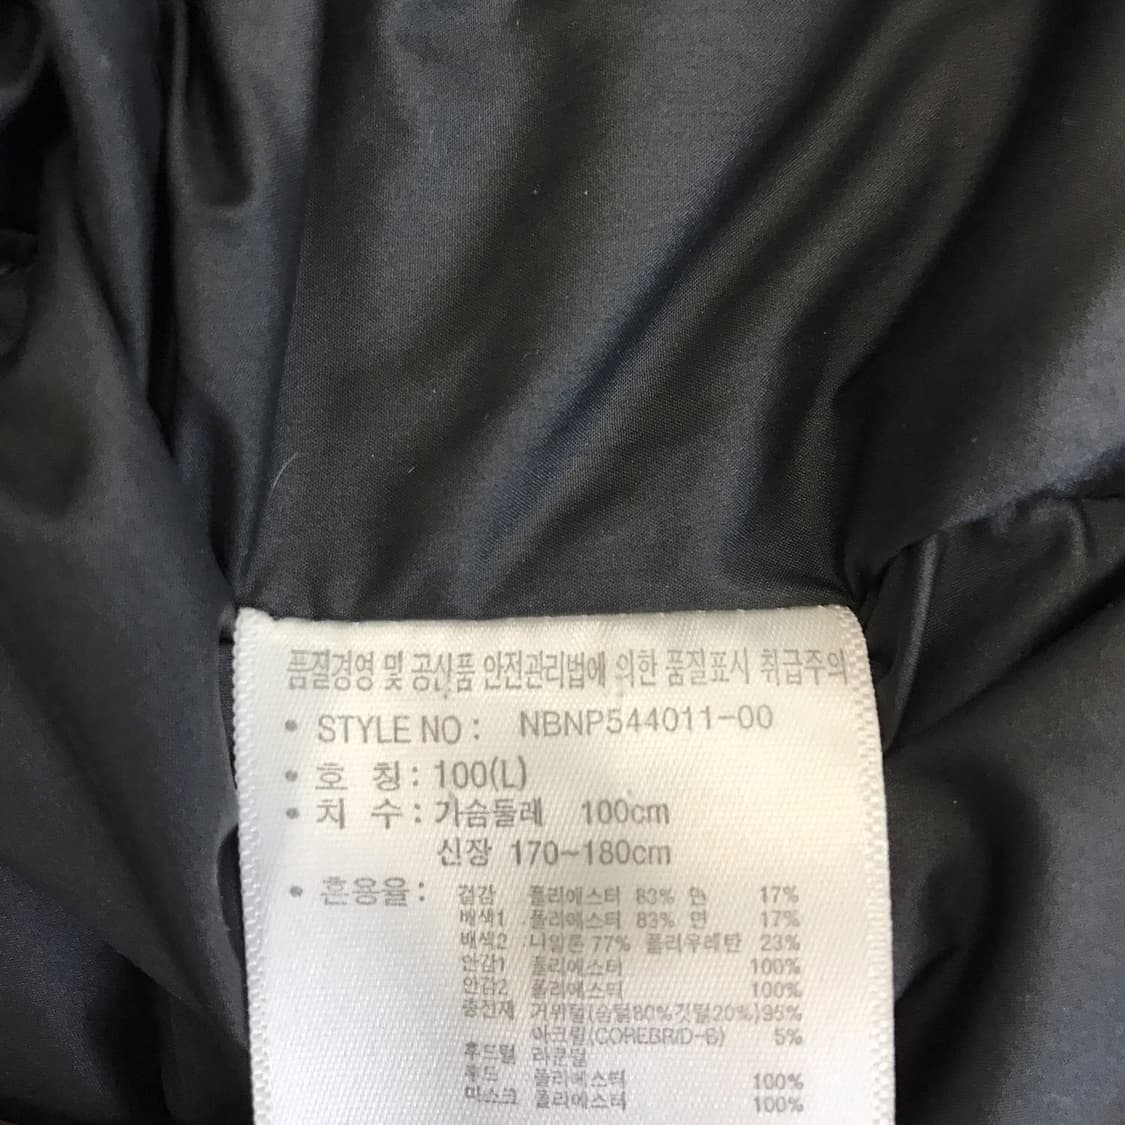 품질경영 및 공산품 안전관리법에 의한 품질표시 취급주의
• STYLE NO : NBNP544011-00
• 호 칭 : 100(L)
• 치 수 : 가슴둘레 100cm
신장 170~180cm
• 혼용율 : 겉감 폴리에스터 83% 면 17%
배색1 폴리에스터 83% 면 17%
배색2 나일론 77% 폴리우레탄 23%
안감1 폴리에스터 100%
안감2 폴리에스터 100%
충전재 거위털(솜털80%깃털20%)95%
아크릴(COREBRID-B) 5%
후드털 라쿤털
후드 폴리에스터 100%
마스크 폴리에스터 100%